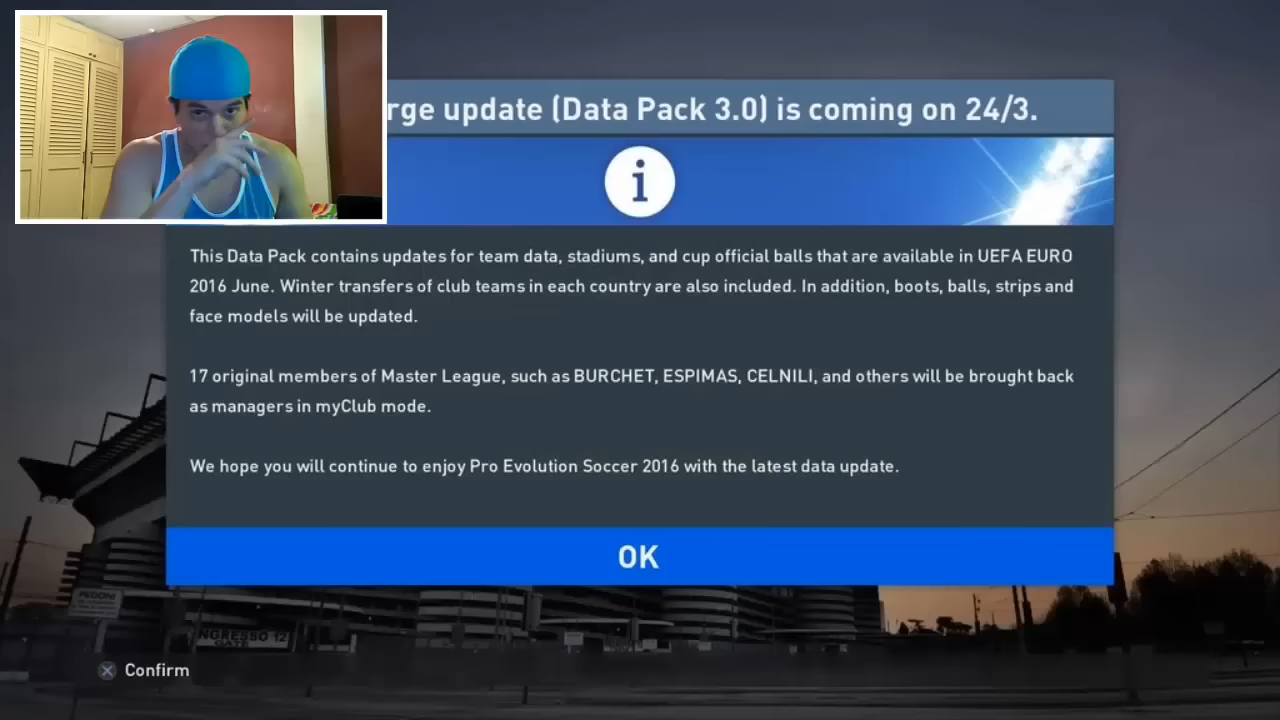 rge update (Data Pack 3.0) is coming on 24/3.
i
This Data Pack contains updates for team data, stadiums, and cup official balls that are available in UEFA EURO
2016 June. Winter transfers of club teams in each country are also included. In addition, boots, balls, strips and
face models will be updated.
17 original members of Master League, such as BURCHET, ESPIMAS, CELNILI, and others will be brought back
as managers in myClub mode.
We hope you will continue to enjoy Pro Evolution Soccer 2016 with the latest data update.
OK
INGRESSO 12
GATE
Confirm